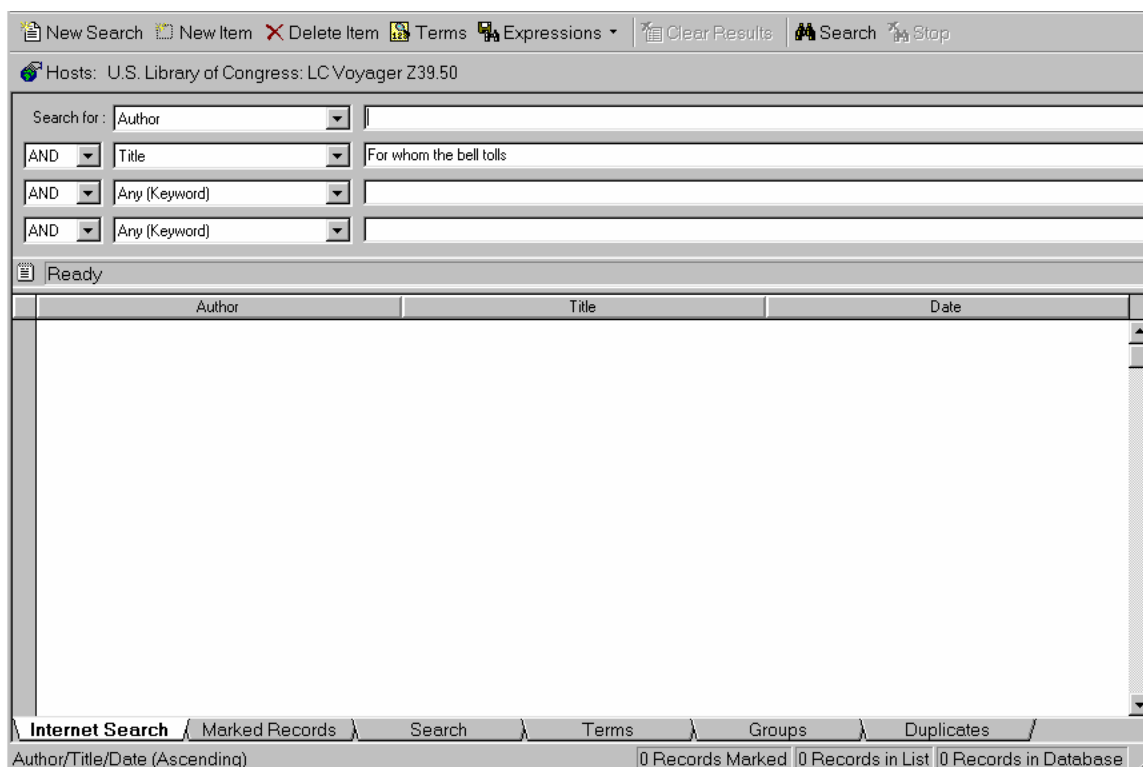 New Search New Item Delete Item Terms Expressions Clear Results Search Stop
Hosts: U.S. Library of Congress: LC Voyager Z39.50
Search for : Author
AND Title For whom the bell tolls
AND Any (Keyword)
AND Any (Keyword)
Ready
Author Title Date
Internet Search Marked Records Search Terms Groups Duplicates
Author/Title/Date (Ascending) 0 Records Marked 0 Records in List 0 Records in Database